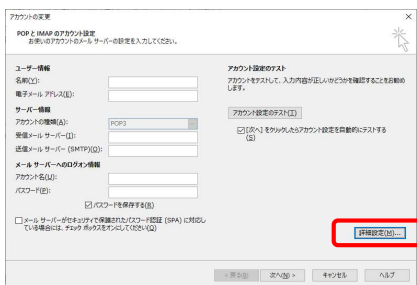 アカウントの変更
POP と IMAP のアカウント設定
お使いのアカウントのメール サーバーの設定を入力してください。
ユーザー情報
名前(Y):
電子メール アドレス(E):
サーバー情報
アカウントの種類(A):
POP3
受信メール サーバー(I):
送信メール サーバー (SMTP)(O):
メール サーバーへのログオン情報
アカウント名(U):
パスワード(P):
パスワードを保存する(R)
メール サーバーがセキュリティで保護されたパスワード認証 (SPA) に対応し
ている場合には、チェック ボックスをオンにしてください(Q)
アカウント設定のテスト
アカウントをテストして、入力内容が正しいかどうかを確認することをお勧め
します。
アカウント設定のテスト(T)
[次へ] をクリックしたらアカウント設定を自動的にテストする
(S)
詳細設定(M)...
< 戻る(B)
次へ(N) >
キャンセル
ヘルプ